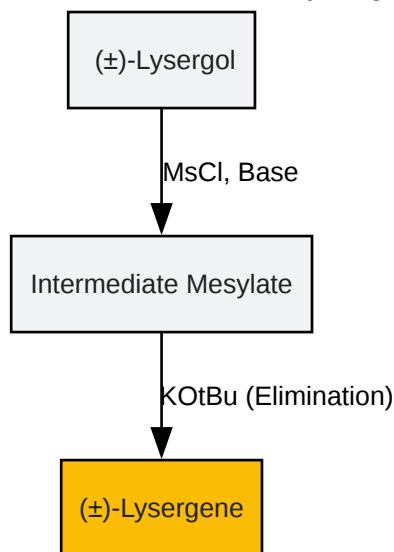 (±)-Lysergol
MsCl, Base
Intermediate Mesylate
KOtBu (Elimination)
(±)-Lysergene